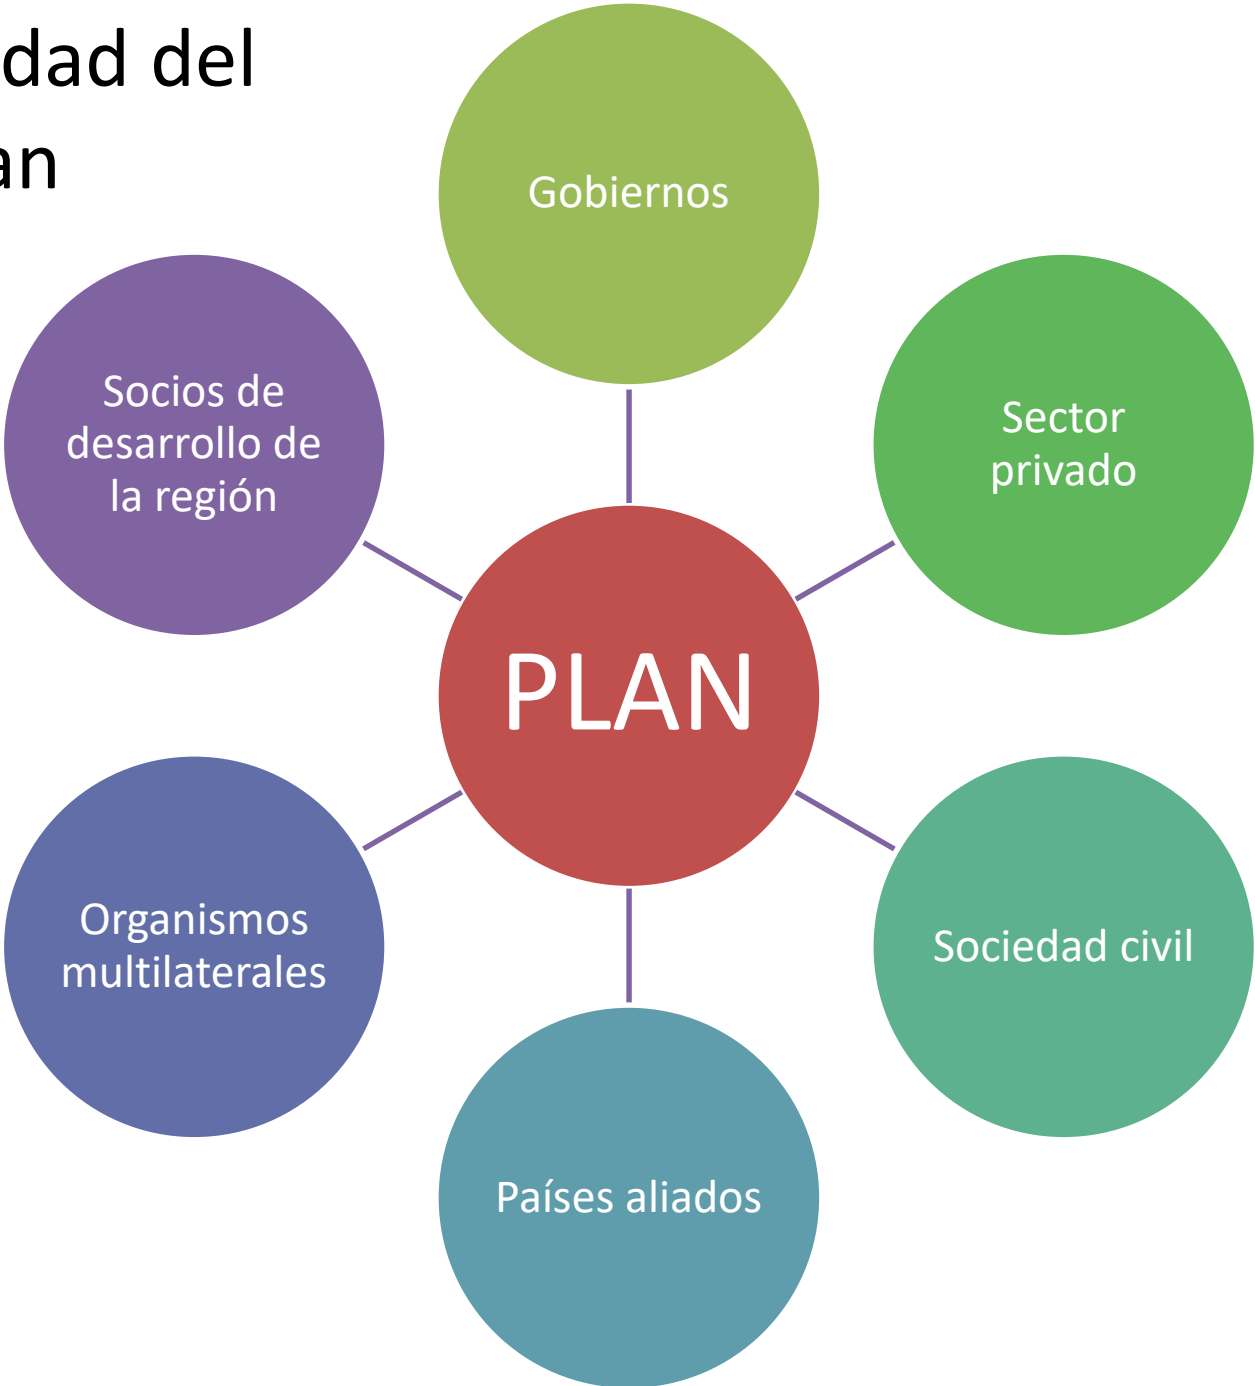 dad del
an
Gobiernos
Socios de
desarrollo de
la región
Sector
privado
PLAN
Organismos
multilaterales
Sociedad civil
Países aliados